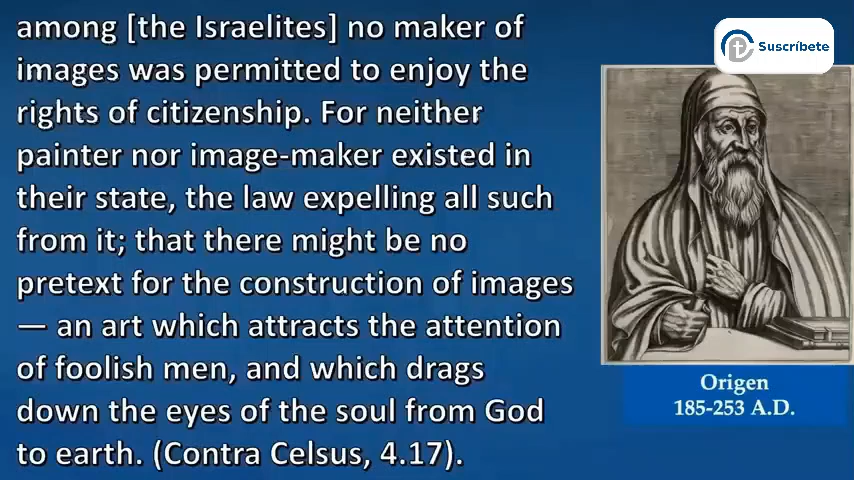 among [the Israelites] no maker of
images was permitted to enjoy the
rights of citizenship. For neither
painter nor image-maker existed in
their state, the law expelling all such
from it; that there might be no
pretext for the construction of images
— an art which attracts the attention
of foolish men, and which drags
down the eyes of the soul from God
to earth. (Contra Celsus, 4.17).
Suscríbete
Origen
185-253 A.D.